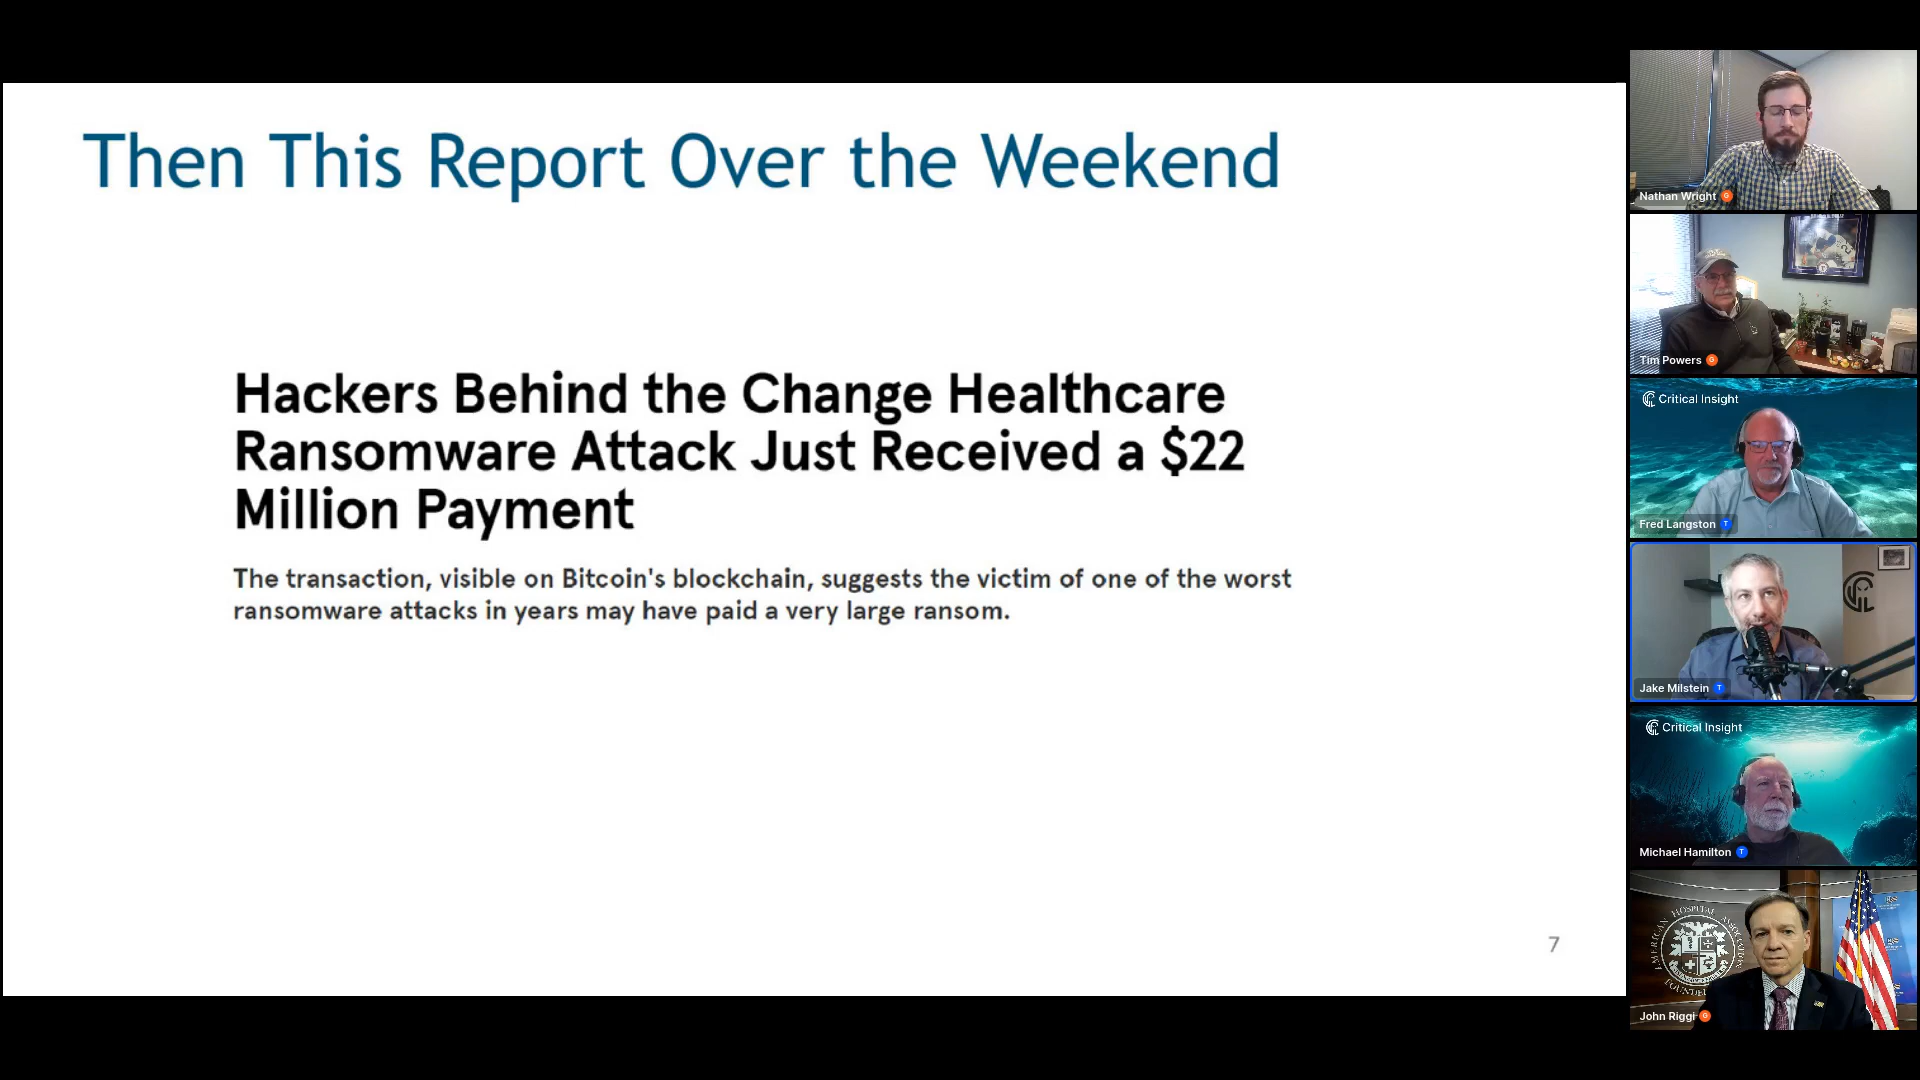 Then This Report Over the Weekend
Hackers Behind the Change Healthcare
Ransomware Attack Just Received a $22
Million Payment
The transaction, visible on Bitcoin's blockchain, suggests the victim of one of the worst
ransomware attacks in years may have paid a very large ransom.
7
Nathan Wright G
Tim Powers G
Critical Insight
Fred Langston T
Jake Milstein T
Critical Insight
Michael Hamilton T
AMERICAN HOSPITAL ASSOCIATION
John Riggi G